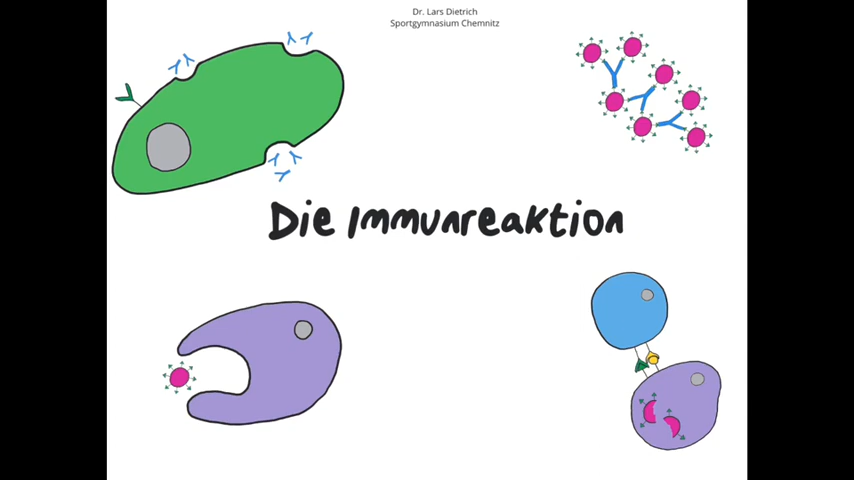 Dr. Lars Dietrich
Sportgymnasium Chemnitz
Die Immunreaktion